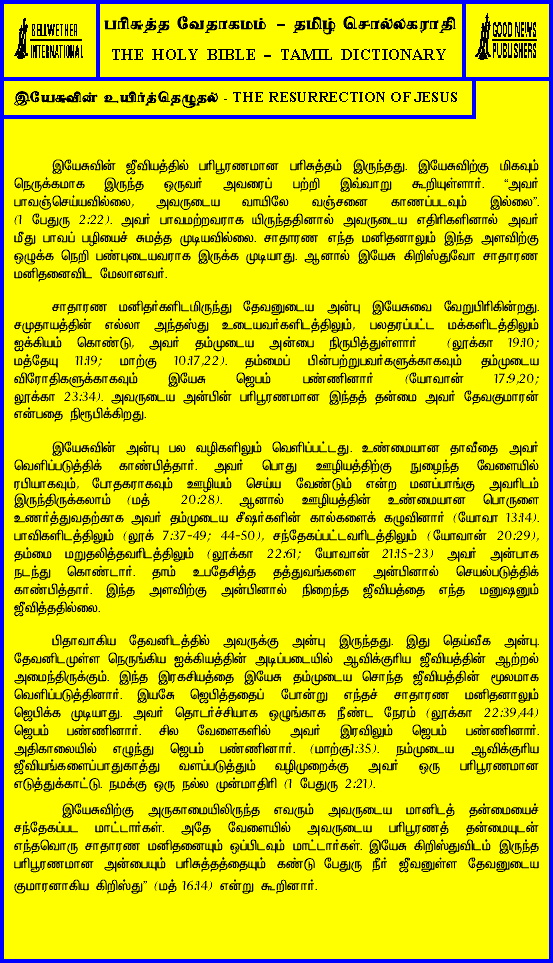 BELLWETHER
INTERNATIONAL
பரிசுத்த வேதாகமம் – தமிழ் சொல்லகராதி
THE HOLY BIBLE – TAMIL DICTIONARY
GOOD NEWS
PUBLISHERS
இயேசுவின் உயிர்த்தெழுதல் - THE RESURRECTION OF JESUS
இயேசுவின் ஜீவியத்தில் பரிபூரணமான பரிசுத்தம் இருந்தது. இயேசுவிற்கு மிகவும்
நெருக்கமாக இருந்த ஒருவர் அவரைப் பற்றி இவ்வாறு கூறியுள்ளார். “அவர்
பாவஞ்செய்யவில்லை, அவருடைய வாயிலே வஞ்சனை காணப்படவும் இல்லை”.
(1 பேதுரு 2:22). அவர் பாவமற்றவராக யிருந்ததினால் அவருடைய எதிரிகளினால் அவர்
மீது பாவப் பழியைச் சுமத்த முடியவில்லை. சாதாரண எந்த மனிதனாலும் இந்த அளவிற்கு
ஒழுக்க நெறி பண்புடையவராக இருக்க முடியாது. ஆனால் இயேசு கிறிஸ்துவோ சாதாரண
மனிதனைவிட மேலானவர்.
சாதாரண மனிதர்களிடமிருந்து தேவனுடைய அன்பு இயேசுவை வேறுபிரிகின்றது.
சமுதாயத்தின் எல்லா அந்தஸ்து உடையவர்களிடத்திலும், பலதரப்பட்ட மக்களிடத்திலும்
ஐக்கியம் கொண்டு, அவர் தம்முடைய அன்பை நிருபித்துள்ளார் (லூக்கா 19:10;
மத்தேயு 11:19; மாற்கு 10:17,22). தம்மைப் பின்பற்றுபவர்களுக்காகவும் தம்முடைய
விரோதிகளுக்காகவும் இயேசு ஜெபம் பண்ணினார் (யோவான் 17:9,20;
லூக்கா 23:34). அவருடைய அன்பின் பரிபூரணமான இந்தத் தன்மை அவர் தேவகுமாரன்
என்பதை நிரூபிக்கிறது.
இயேசுவின் அன்பு பல வழிகளிலும் வெளிப்பட்டது. உண்மையான தாவீதை அவர்
வெளிப்படுத்திக் காண்பித்தார். அவர் பொது ஊழியத்திற்கு நுழைந்த வேளையில்
ரபியாகவும், போதகராகவும் ஊழியம் செய்ய வேண்டும் என்ற மனப்பாங்கு அவரிடம்
இருந்திருக்கலாம் (மத் 20:28). ஆனால் ஊழியத்தின் உண்மையான பொருளை
உணர்த்துவதற்காக அவர் தம்முடைய சீஷர்களின் கால்களைக் கழுவினார் (யோவா 13:14).
பாவிகளிடத்திலும் (லூக் 7:37-49; 44-50), சந்தேகப்பட்டவரிடத்திலும் (யோவான் 20:29),
தம்மை மறுதலித்தவரிடத்திலும் (லூக்கா 22:61; யோவான் 21:15-23) அவர் அன்பாக
நடந்து கொண்டார். தாம் உபதேசித்த தத்துவங்களை அன்பினால் செயல்படுத்திக்
காண்பித்தார். இந்த அளவிற்கு அன்பினால் நிறைந்த ஜீவியத்தை எந்த மனுஷனும்
ஜீவித்ததில்லை.
பிதாவாகிய தேவனிடத்தில் அவருக்கு அன்பு இருந்தது. இது தெய்வீக அன்பு.
தேவனிடமுள்ள நெருங்கிய ஐக்கியத்தின் அடிப்படையில் ஆவிக்குரிய ஜீவியத்தின் ஆற்றல்
அமைந்திருக்கும். இந்த இரகசியத்தை இயேசு தம்முடைய சொந்த ஜீவியத்தின் மூலமாக
வெளிப்படுத்தினார். இயசே ஜெபித்ததைப் போன்று எந்தச் சாதாரண மனிதனாலும்
ஜெபிக்க முடியாது. அவர் தொடர்ச்சியாக ஒழுங்காக நீண்ட நேரம் (லூக்கா 22:39,44)
ஜெபம் பண்ணினார். சில வேளைகளில் அவர் இரவிலும் ஜெபம் பண்ணினார்.
அதிகாலையில் எழுந்து ஜெபம் பண்ணினார். (மாற்கு1:35). நம்முடைய ஆவிக்குரிய
ஜீவியங்களைப்பாதுகாத்து வளப்படுத்தும் வழிமுறைக்கு அவர் ஒரு பரிபூரணமான
எடுத்துக்காட்டு. நமக்கு ஒரு நல்ல முன்மாதிரி (1 பேதுரு 2:21).
இயேசுவிற்கு அருகாமையிலிருந்த எவரும் அவருடைய மானிடத் தன்மையைச்
சந்தேகப்பட மாட்டார்கள். அதே வேளையில் அவருடைய பரிபூரணத் தன்மையுடன்
எந்தவொரு சாதாரண மனிதனையும் ஒப்பிடவும் மாட்டார்கள். இயேசு கிறிஸ்துவிடம் இருந்த
பரிபூரணமான அன்பையும் பரிசுத்தத்தையும் கண்டு பேதுரு நீர் ஜீவனுள்ள தேவனுடைய
குமாரனாகிய கிறிஸ்து” (மத் 16:14) என்று கூறினார்.